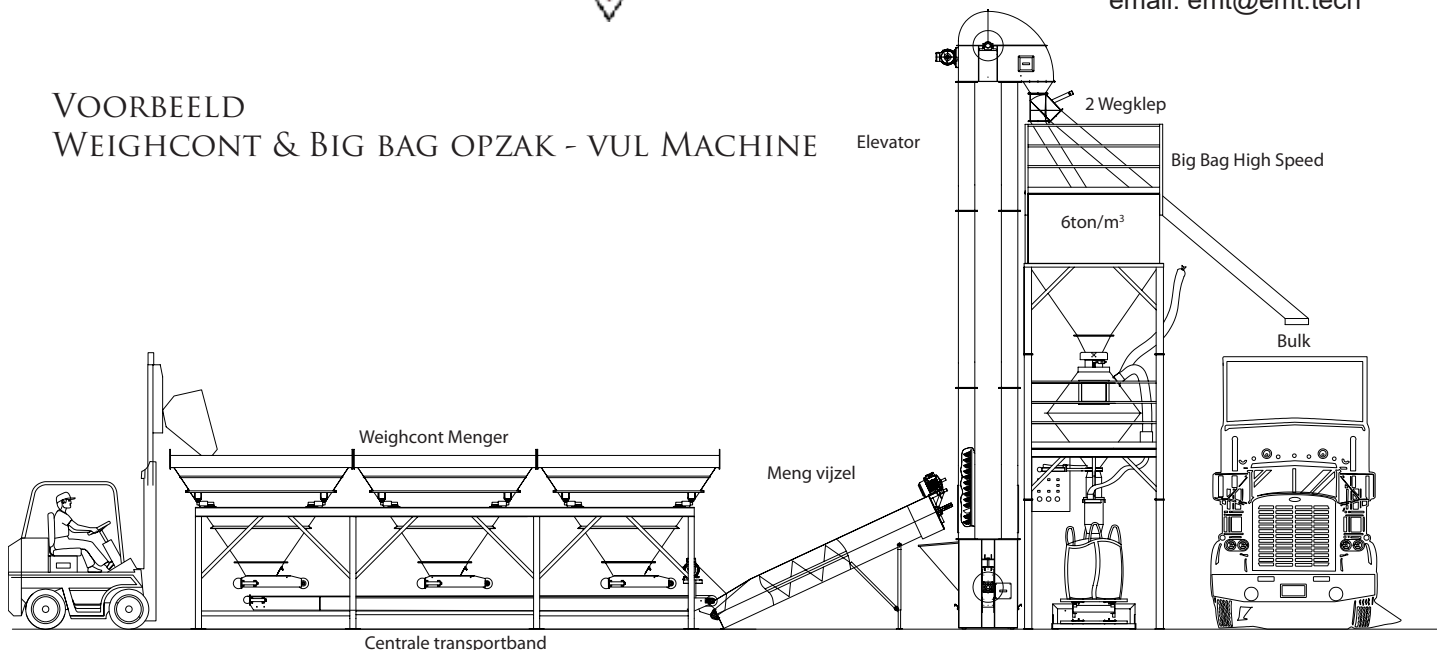 email: emt@emt.tech
VOORBEELD
WEIGHCONT & BIG BAG OPZAK - VUL MACHINE
Elevator
2 Wegklep
Big Bag High Speed
6ton/m³
Bulk
Weighcont Menger
Meng vijzel
Centrale transportband